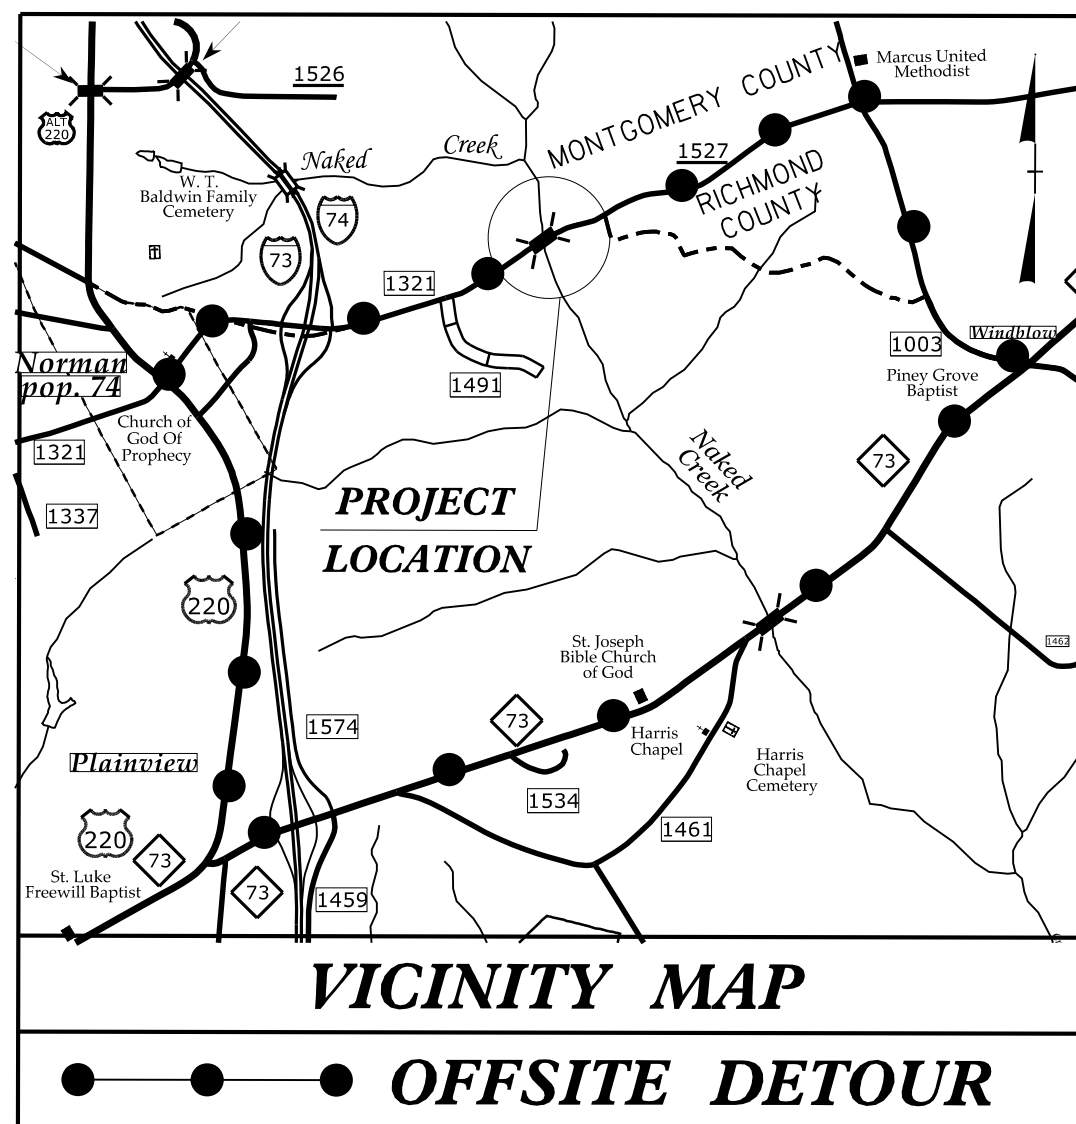 1526
Marcus United
Methodist
ALT
220
MONTGOMERY COUNTY
Naked
Creek
1527
W. T.
Baldwin Family
Cemetery
RICHMOND
COUNTY
74
73
1321
1003
Windblow
Norman
pop. 74
1491
Piney Grove
Baptist
Church of
God Of
Prophecy
1321
Naked
Creek
73
1337
PROJECT
LOCATION
220
1462
St. Joseph
Bible Church
of God
73
1574
Harris
Chapel
Plainview
Harris
Chapel
Cemetery
1534
220
1461
73
St. Luke
Freewill Baptist
73
1459
VICINITY MAP
OFFSITE DETOUR